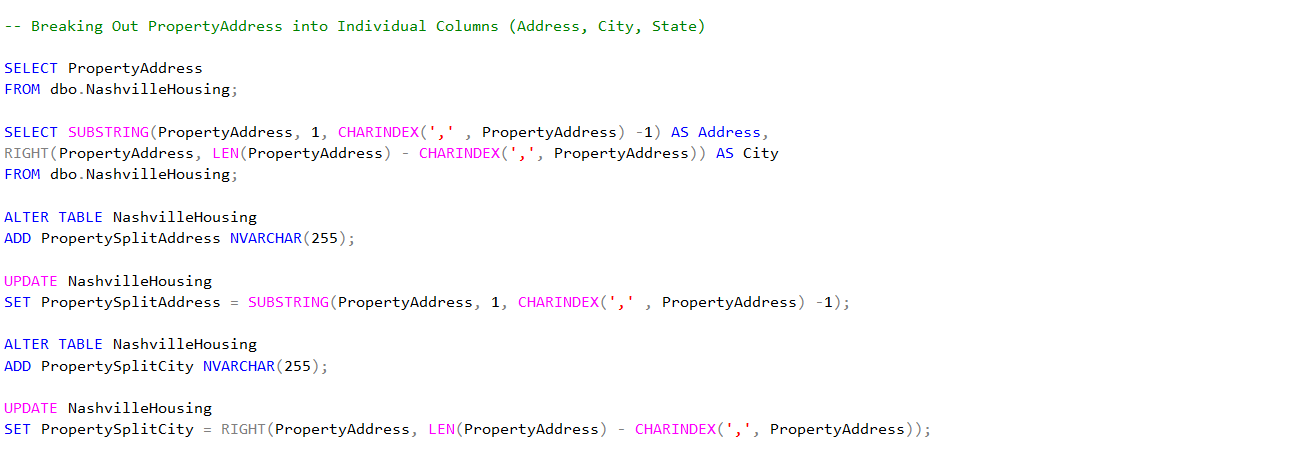 -- Breaking Out PropertyAddress into Individual Columns (Address, City, State)
SELECT PropertyAddress
FROM dbo.NashvilleHousing;
SELECT SUBSTRING(PropertyAddress, 1, CHARINDEX(',' , PropertyAddress) -1) AS Address,
RIGHT(PropertyAddress, LEN(PropertyAddress) - CHARINDEX(',', PropertyAddress)) AS City
FROM dbo.NashvilleHousing;
ALTER TABLE NashvilleHousing
ADD PropertySplitAddress NVARCHAR(255);
UPDATE NashvilleHousing
SET PropertySplitAddress = SUBSTRING(PropertyAddress, 1, CHARINDEX(',' , PropertyAddress) -1);
ALTER TABLE NashvilleHousing
ADD PropertySplitCity NVARCHAR(255);
UPDATE NashvilleHousing
SET PropertySplitCity = RIGHT(PropertyAddress, LEN(PropertyAddress) - CHARINDEX(',', PropertyAddress));